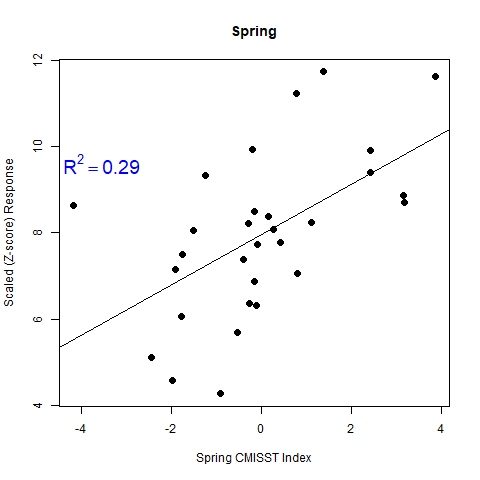 Spring
Scaled (Z-score) Response
12
10
8
6
4
R² = 0.29
-4 -2 0 2 4
Spring CMISST Index